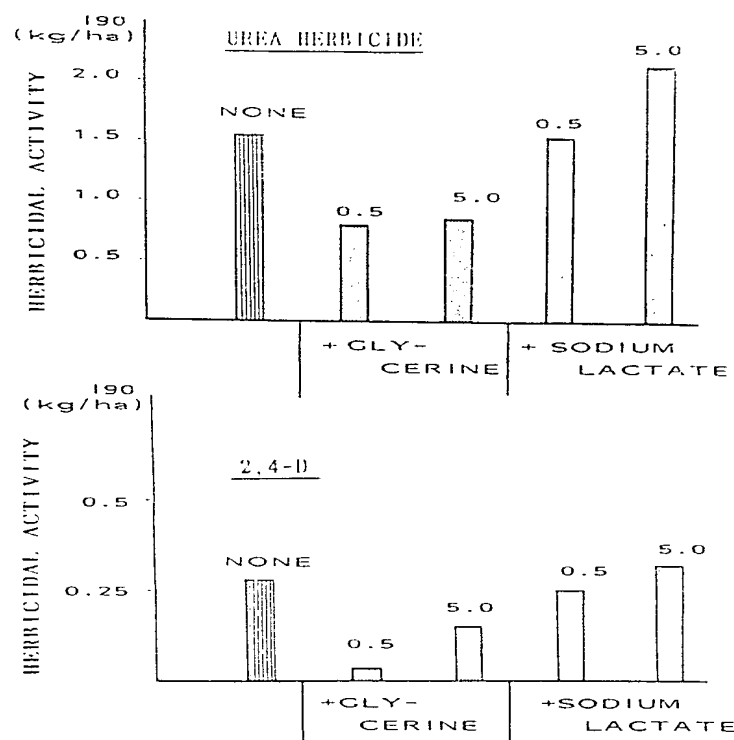 I90
(kg/ha)
UREA HERBICIDE
HERBICIDAL ACTIVITY
2.0
1.5
1.0
0.5
NONE
0.5
5.0
0.5
5.0
+ GLY-
CERINE
+ SODIUM
LACTATE
I90
(kg/ha)
2,4-D
HERBICIDAL ACTIVITY
0.5
0.25
NONE
0.5
5.0
0.5
5.0
+GLY-
CERINE
+SODIUM
LACTATE